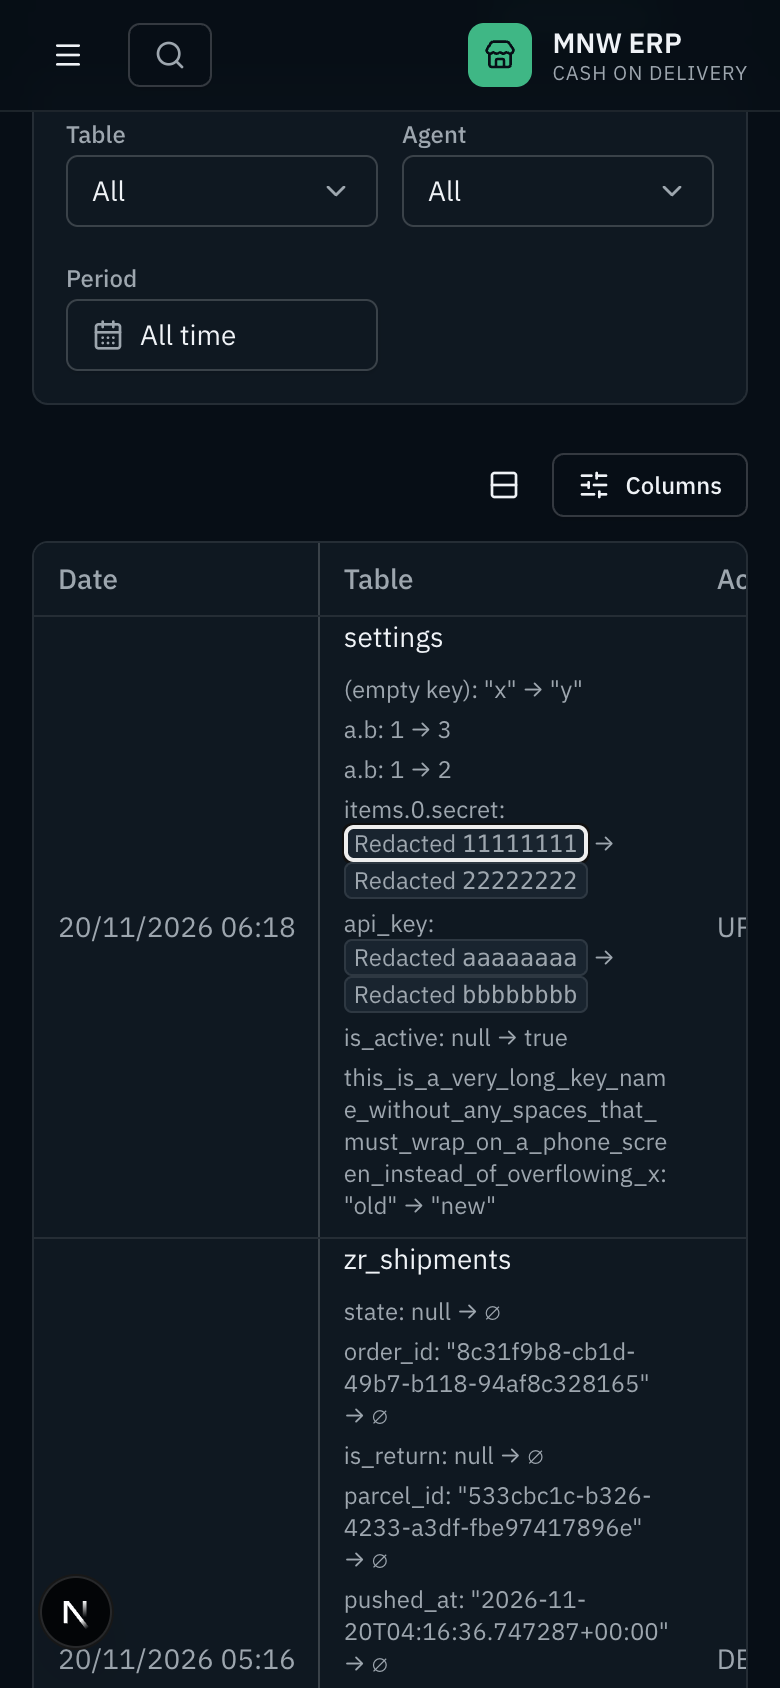 MNW ERP
CASH ON DELIVERY
Table
Agent
All
All
Period
All time
Columns
Date
Table
Ac
settings
(empty key): "x" → "y"
a.b: 1 → 3
a.b: 1 → 2
items.0.secret:
Redacted 11111111 →
Redacted 22222222
api_key:
Redacted aaaaaaaa →
Redacted bbbbbbbb
is_active: null → true
this_is_a_very_long_key_nam
e_without_any_spaces_that_
must_wrap_on_a_phone_scre
en_instead_of_overflowing_x:
"old" → "new"
20/11/2026 06:18
UP
zr_shipments
state: null → ∅
order_id: "8c31f9b8-cb1d-
49b7-b118-94af8c328165"
→ ∅
is_return: null → ∅
parcel_id: "533cbc1c-b326-
4233-a3df-fbe97417896e"
→ ∅
pushed_at: "2026-11-
20T04:16:36.747287+00:00"
→ ∅
N
20/11/2026 05:16
DE